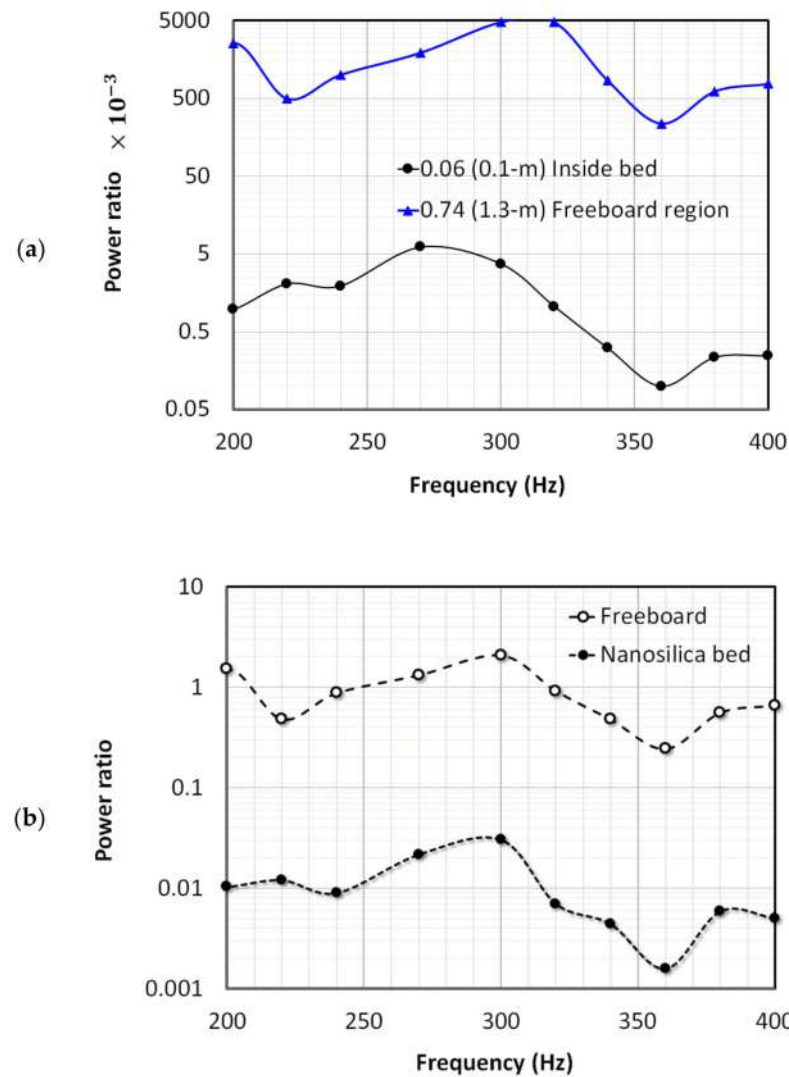 (a)
Power ratio × 10⁻³
5000
500
50
5
0.5
0.05
0.06 (0.1-m) Inside bed
0.74 (1.3-m) Freeboard region
200 250 300 350 400
Frequency (Hz)
(b)
Power ratio
10
1
0.1
0.01
0.001
Freeboard
Nanosilica bed
200 250 300 350 400
Frequency (Hz)